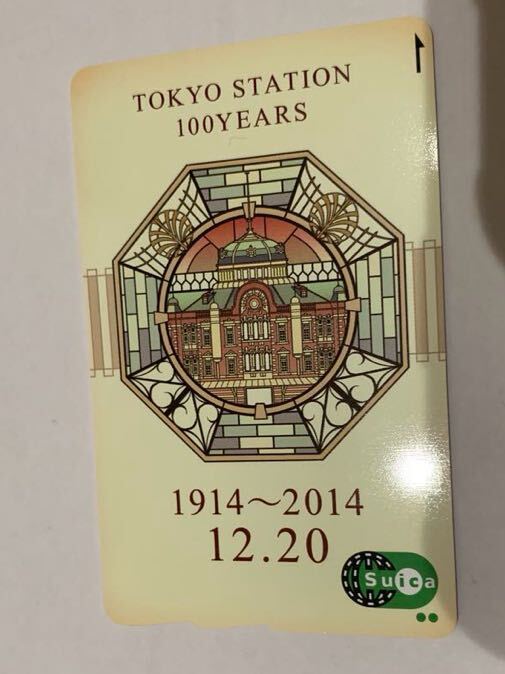 TOKYO STATION
100YEARS
1914～2014
12.20
Suica